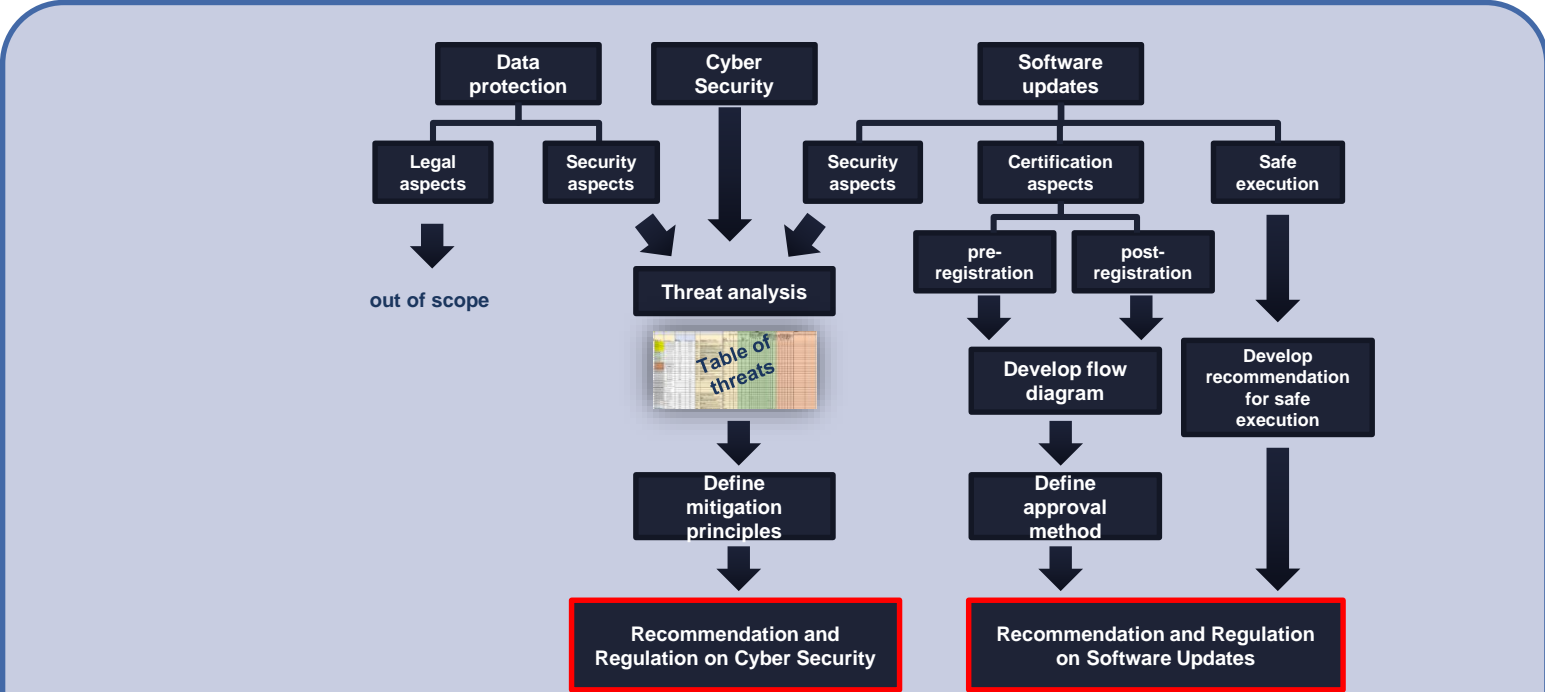 Data
protection
Cyber
Security
Software
updates
Legal
aspects
Security
aspects
Security
aspects
Certification
aspects
Safe
execution
pre-
registration
post-
registration
out of scope
Threat analysis
Table of
threats
Develop flow
diagram
Develop
recommendation
for safe
execution
Define
mitigation
principles
Define
approval
method
Recommendation and
Regulation on Cyber Security
Recommendation and Regulation
on Software Updates